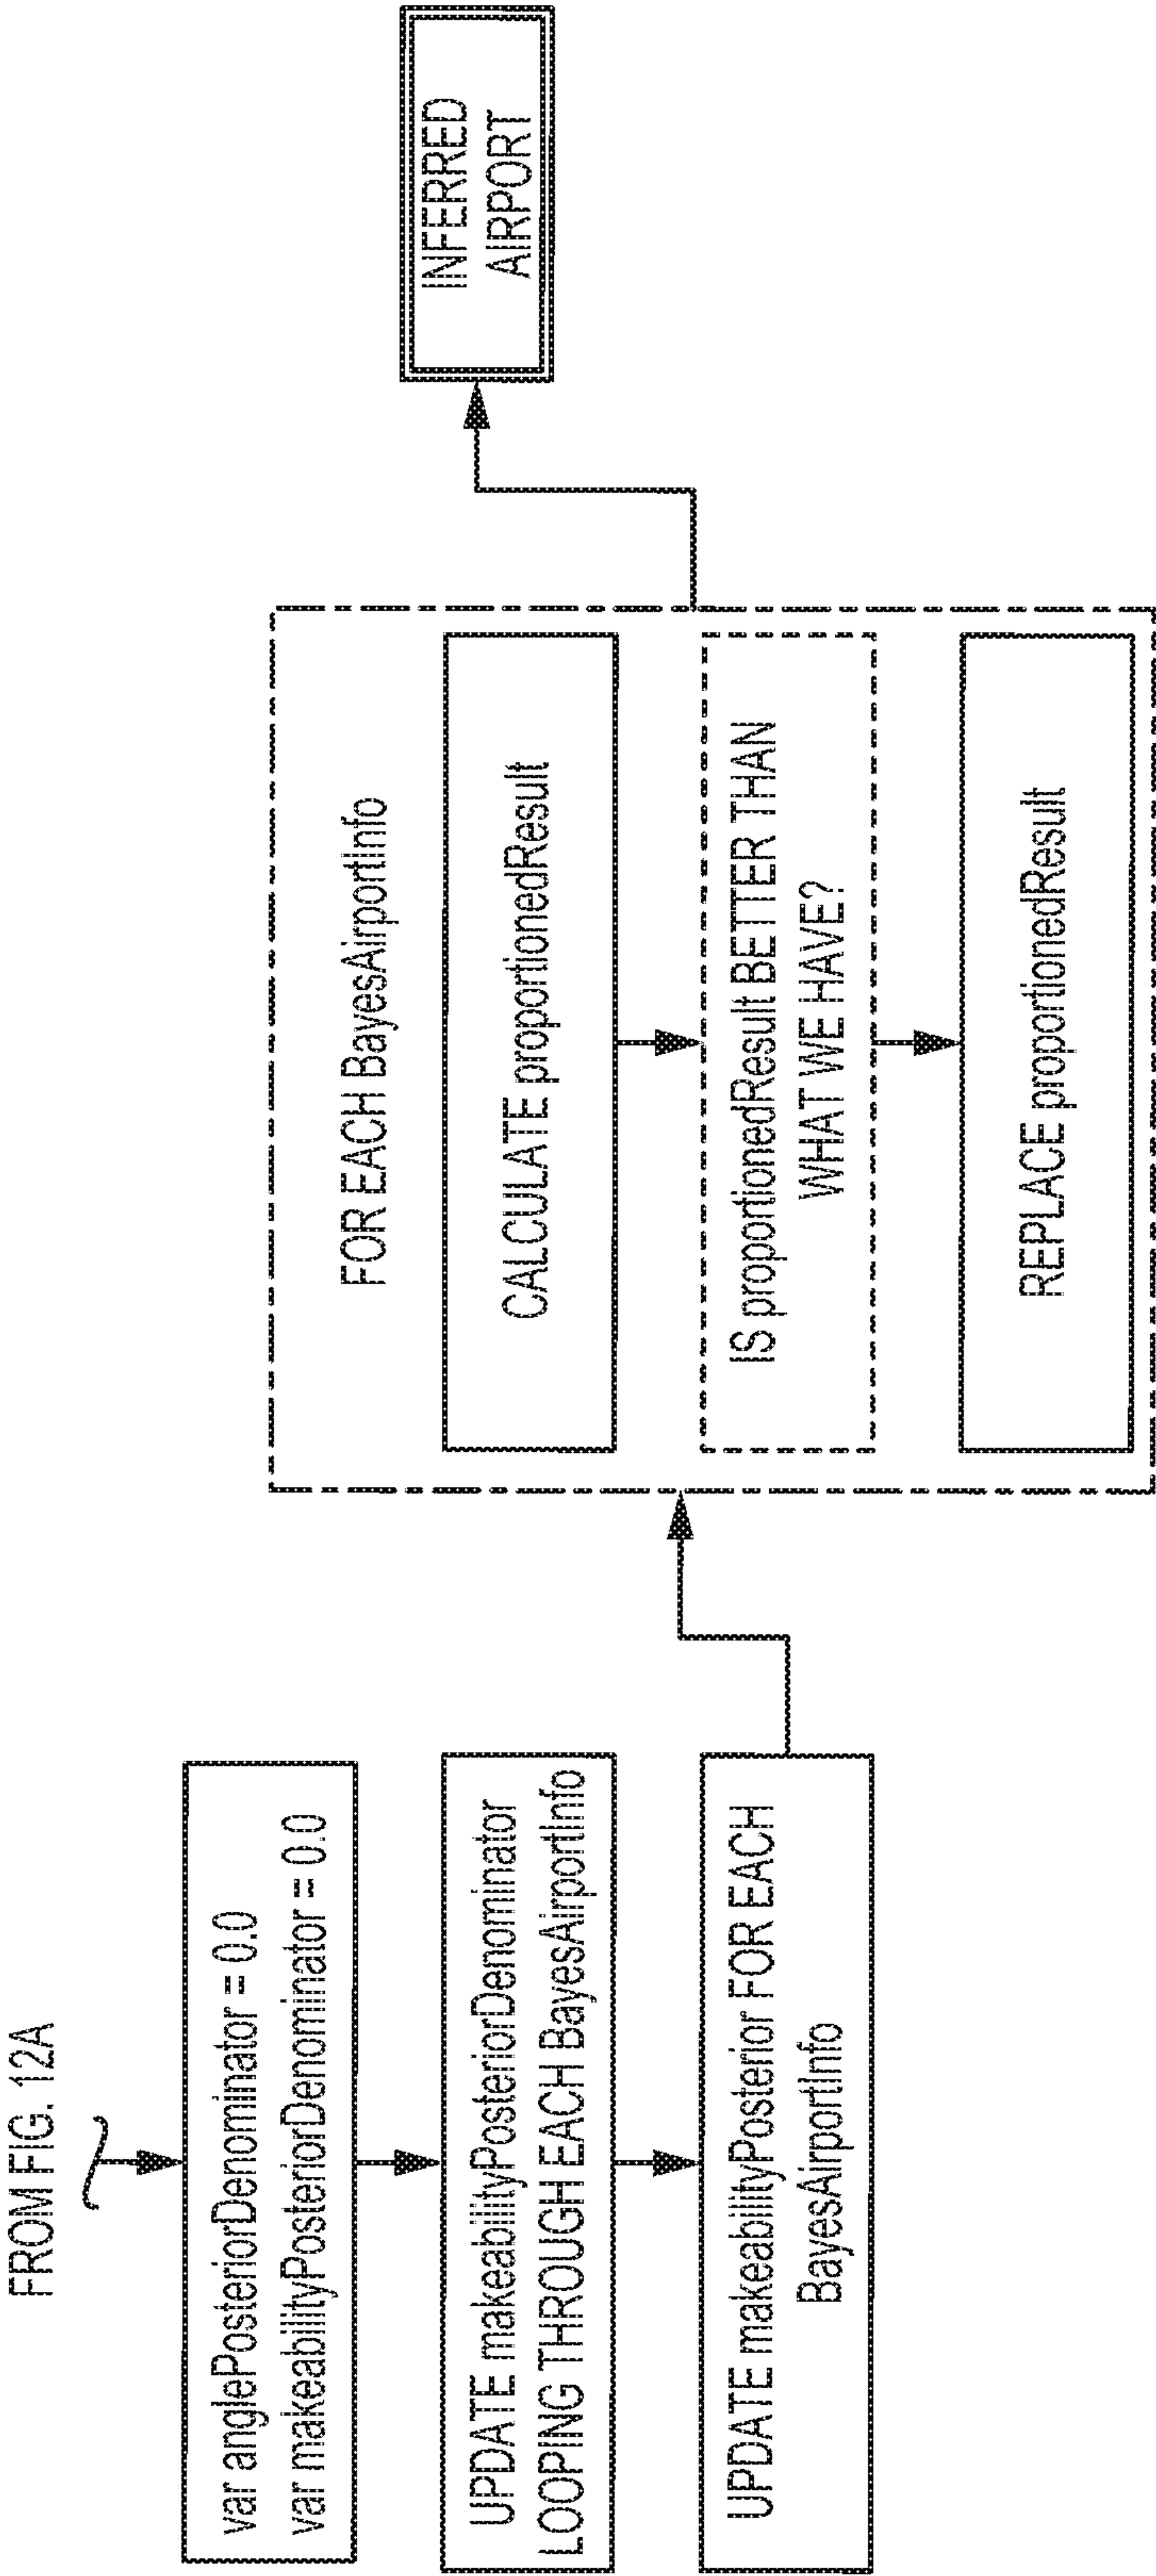 FROM FIG. 12A
var anglePosteriorDenominator = 0.0
var makeabilityPosteriorDenominator = 0.0
UPDATE makeabilityPosteriorDenominator
LOOPING THROUGH EACH BayesAirportInfo
UPDATE makeabilityPosterior FOR EACH
BayesAirportInfo
FOR EACH BayesAirportInfo
CALCULATE proportionedResult
IS proportionedResult BETTER THAN
WHAT WE HAVE?
REPLACE proportionedResult
INFERRED
AIRPORT